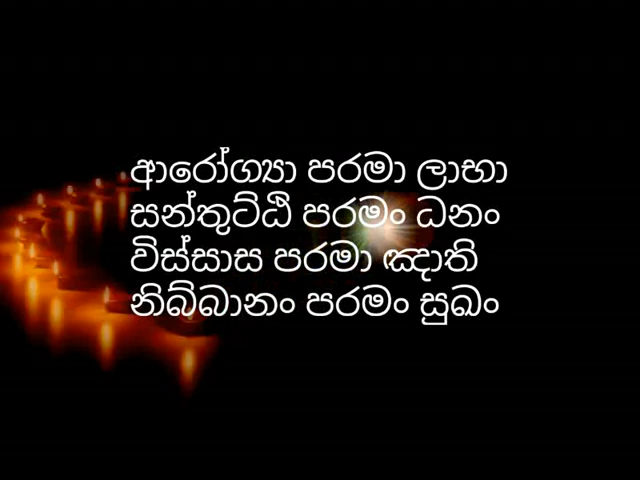 ආරෝග්‍යා පරමා ලාභා
සන්තුට්ඨි පරමං ධනං
විස්සාස පරමා ඤාති
නිබ්බානං පරමං සුඛං